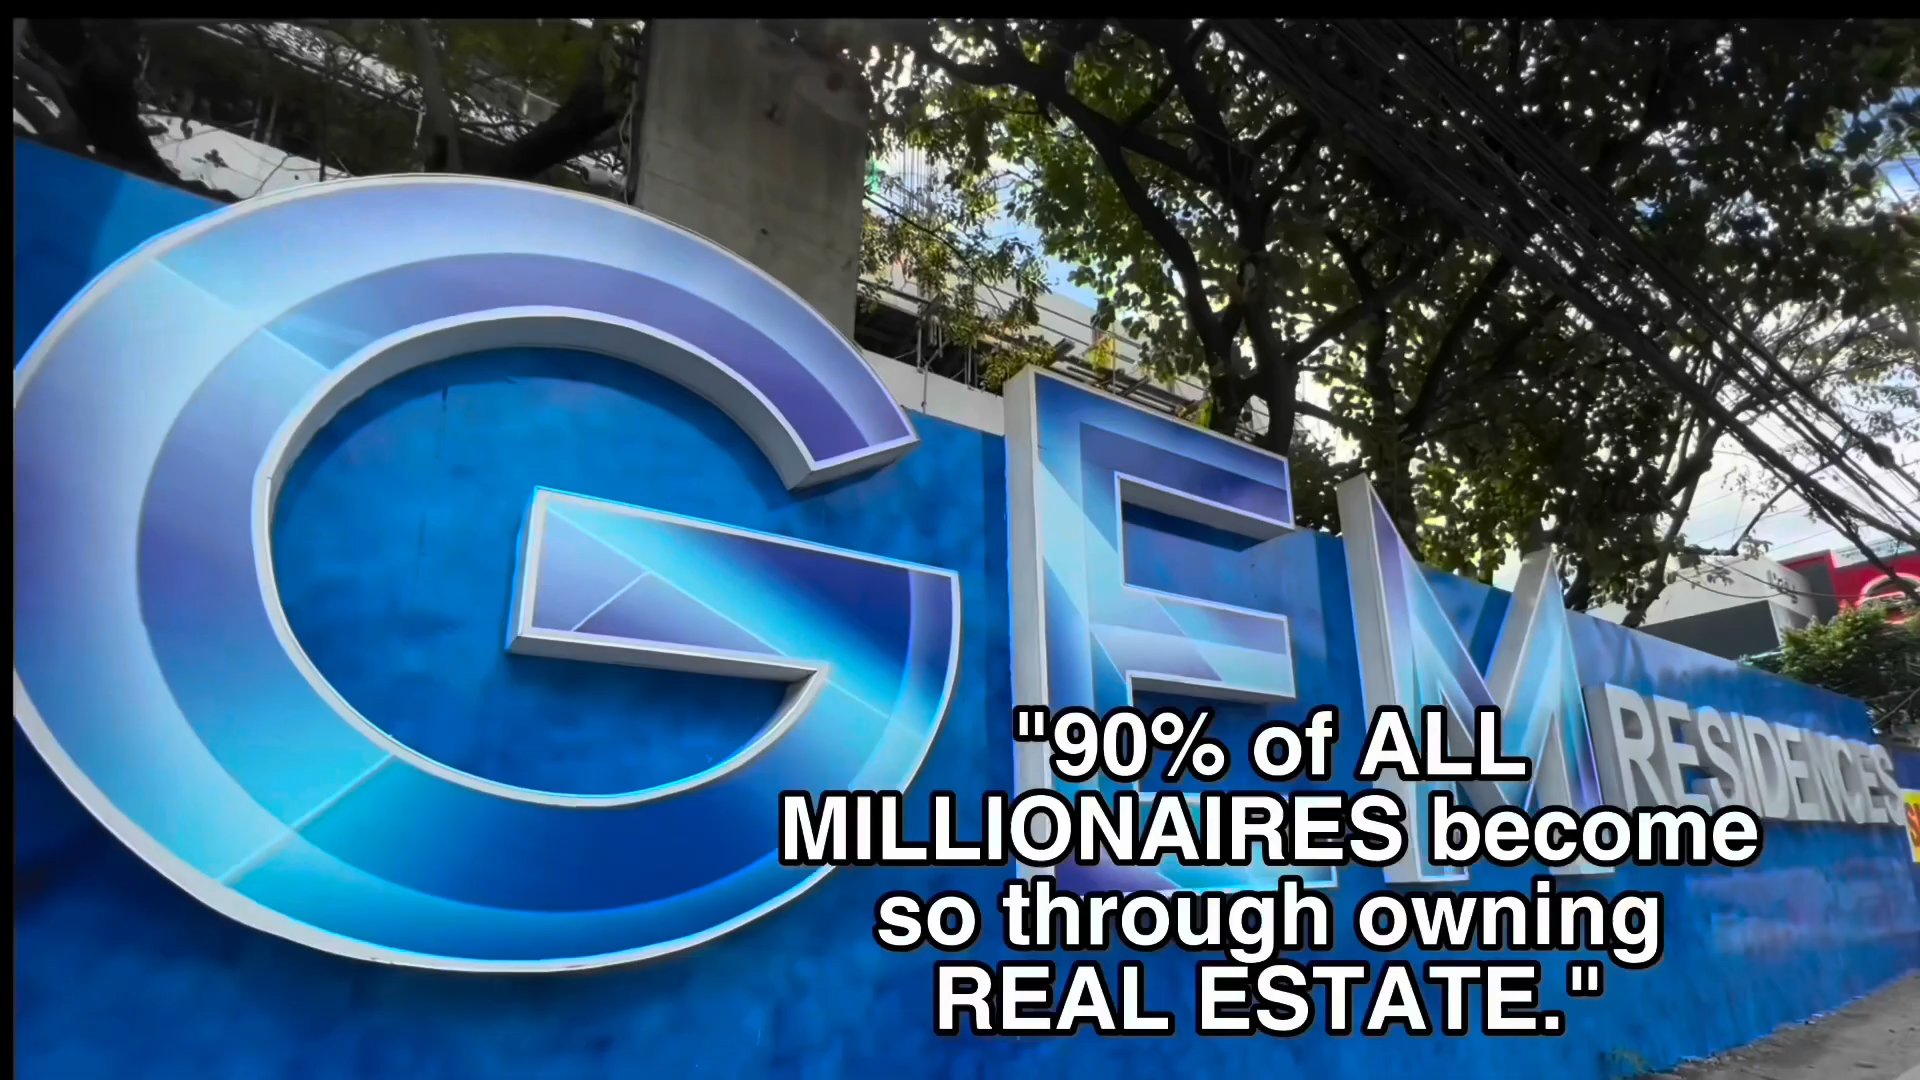 GEM
RESIDENCES
"90% of ALL
MILLIONAIRES become
so through owning
REAL ESTATE."